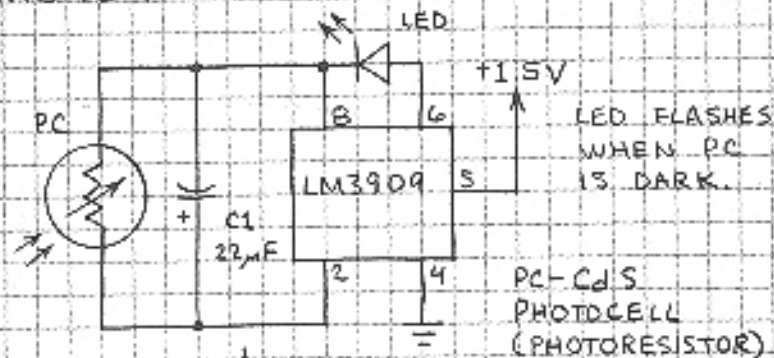 LED
+1.5V
PC
8
6
LED FLASHES
WHEN PC
IS DARK.
LM3909
5
+
C1
22µF
2
4
PC-CdS
PHOTOCELL
(PHOTORESISTOR)